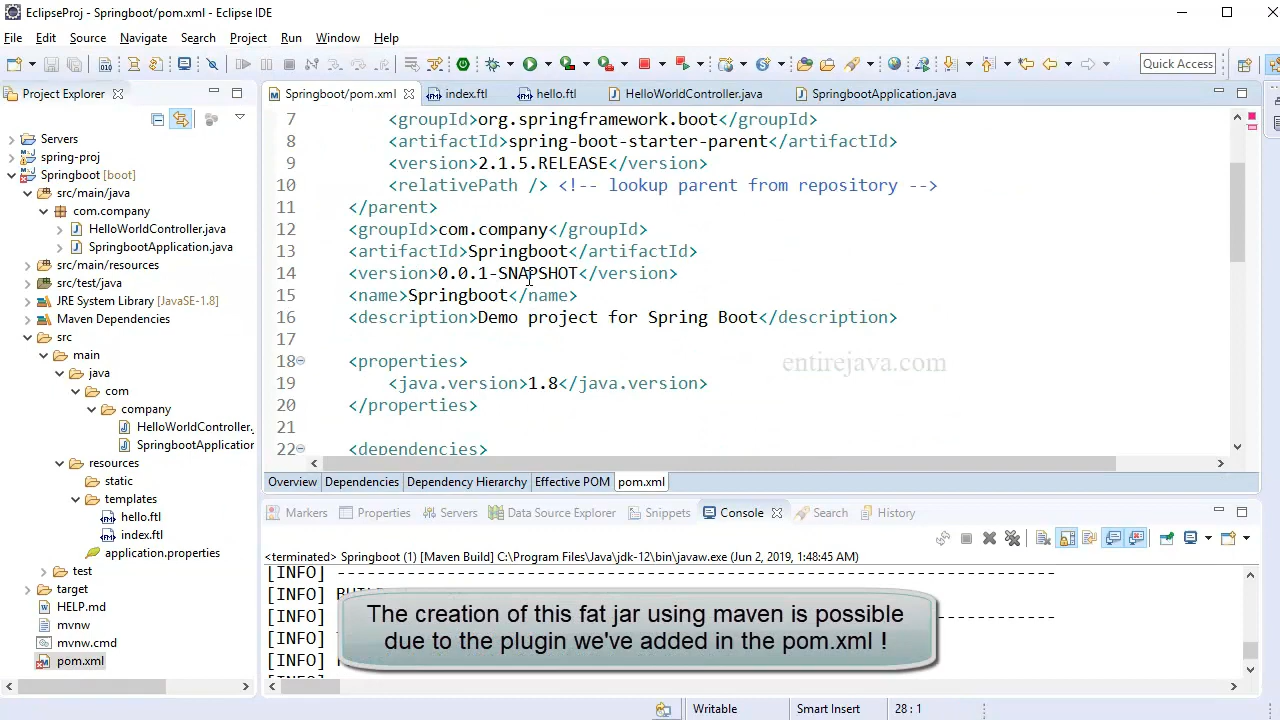 EclipseProj - Springboot/pom.xml - Eclipse IDE
File Edit Source Navigate Search Project Run Window Help
Quick Access
Project Explorer
Springboot/pom.xml index.ftl hello.ftl HelloWorldController.java SpringbootApplication.java
Servers
spring-proj
Springboot [boot]
src/main/java
com.company
HelloWorldController.java
SpringbootApplication.java
src/main/resources
src/test/java
JRE System Library [JavaSE-1.8]
Maven Dependencies
src
main
java
com
company
HelloWorldController.
SpringbootApplication
resources
static
templates
hello.ftl
index.ftl
application.properties
test
target
HELP.md
mvnw
mvnw.cmd
pom.xml
7 <groupId>org.springframework.boot</groupId>
8 <artifactId>spring-boot-starter-parent</artifactId>
9 <version>2.1.5.RELEASE</version>
10 <relativePath /> <!-- lookup parent from repository -->
11 </parent>
12 <groupId>com.company</groupId>
13 <artifactId>Springboot</artifactId>
14 <version>0.0.1-SNAPSHOT</version>
15 <name>Springboot</name>
16 <description>Demo project for Spring Boot</description>
17
18 <properties>
entirejava.com
19 <java.version>1.8</java.version>
20 </properties>
21
22 <dependencies>
Overview Dependencies Dependency Hierarchy Effective POM pom.xml
Markers Properties Servers Data Source Explorer Snippets Console Search History
<terminated> Springboot (1) [Maven Build] C:\Program Files\Java\jdk-12\bin\javaw.exe (Jun 2, 2019, 1:48:45 AM)
[INFO] ------------------------------------------------------------------------
[INFO]
[INFO]
[INFO]
[INFO]
The creation of this fat jar using maven is possible
due to the plugin we've added in the pom.xml !
Writable Smart Insert 28 : 1